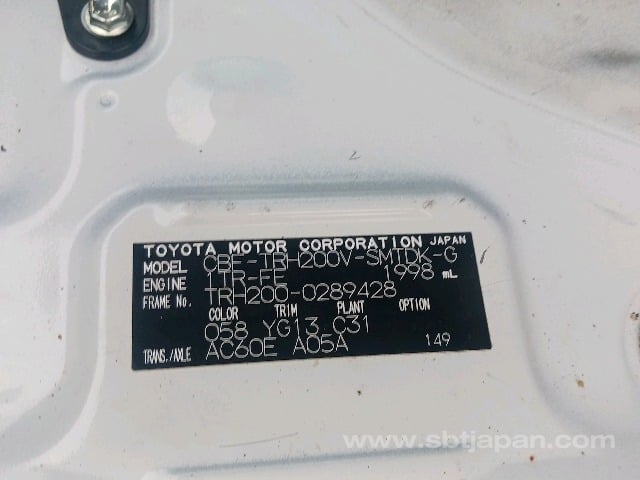 TOYOTA MOTOR CORPORATION JAPAN
MODEL CBF-TRH200V-SMTDK-G
ENGINE 1TR-FE 1998 mL
FRAME No. TRH200-0289428
COLOR TRIM PLANT OPTION
058 YG13 C31
TRANS./AXLE AC60E A05A 149
www.sbtjapan.com